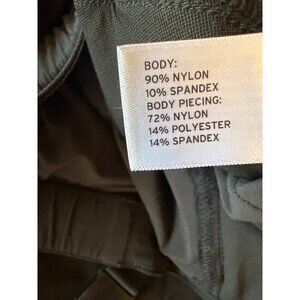 BODY:
90% NYLON
10% SPANDEX
BODY PIECING:
72% NYLON
14% POLYESTER
14% SPANDEX